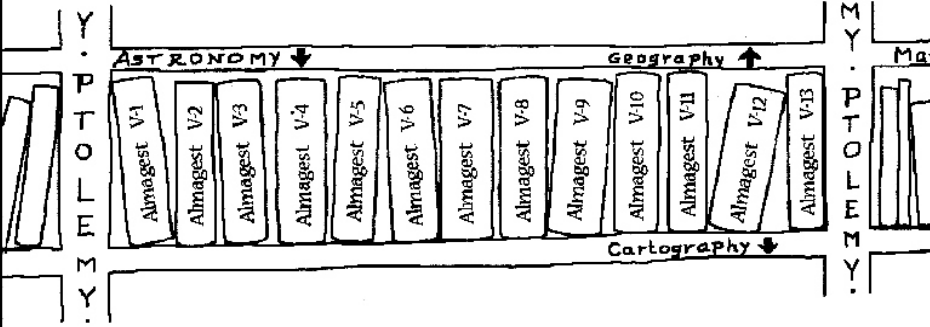 Y. PTOLEMY.
ASTRONOMY ↓
Geography ↑
Almagest V-1
Almagest V-2
Almagest V-3
Almagest V-4
Almagest V-5
Almagest V-6
Almagest V-7
Almagest V-8
Almagest V-9
Almagest V-10
Almagest V-11
Almagest V-12
Almagest V-13
Cartography ↓
MY. PTOLEMY.
Ma